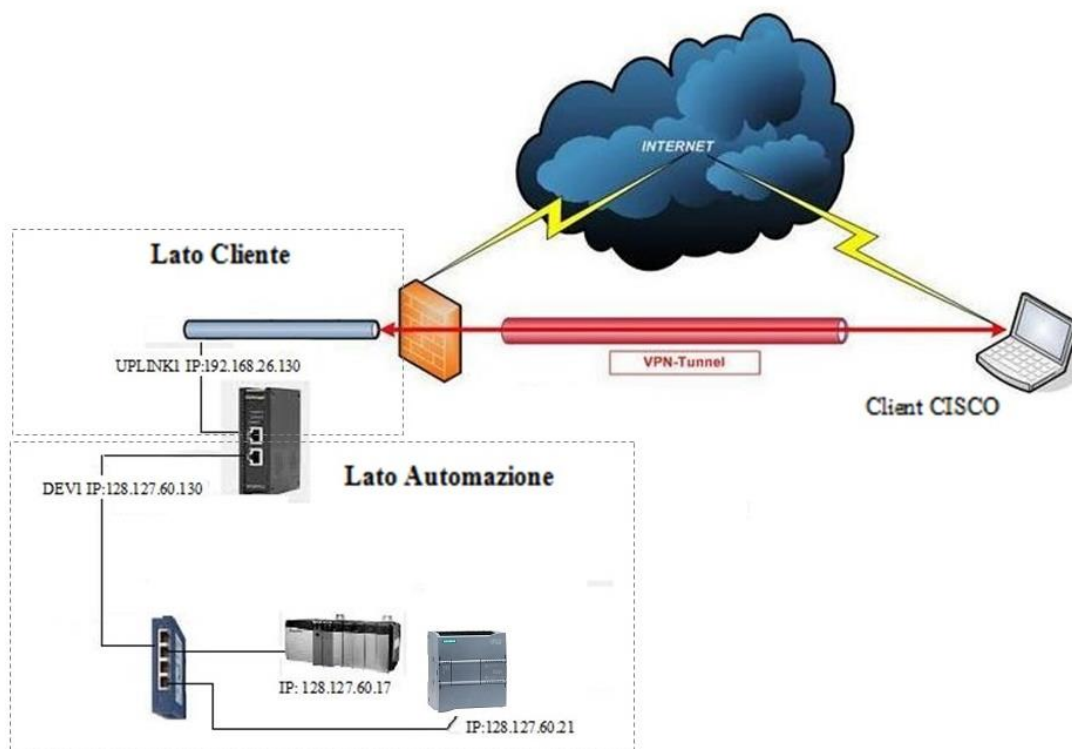 INTERNET
Lato Cliente
UPLINK1 IP:192.168.26.130
VPN-Tunnel
Client CISCO
Lato Automazione
DEV1 IP:128.127.60.130
IP: 128.127.60.17
IP:128.127.60.21